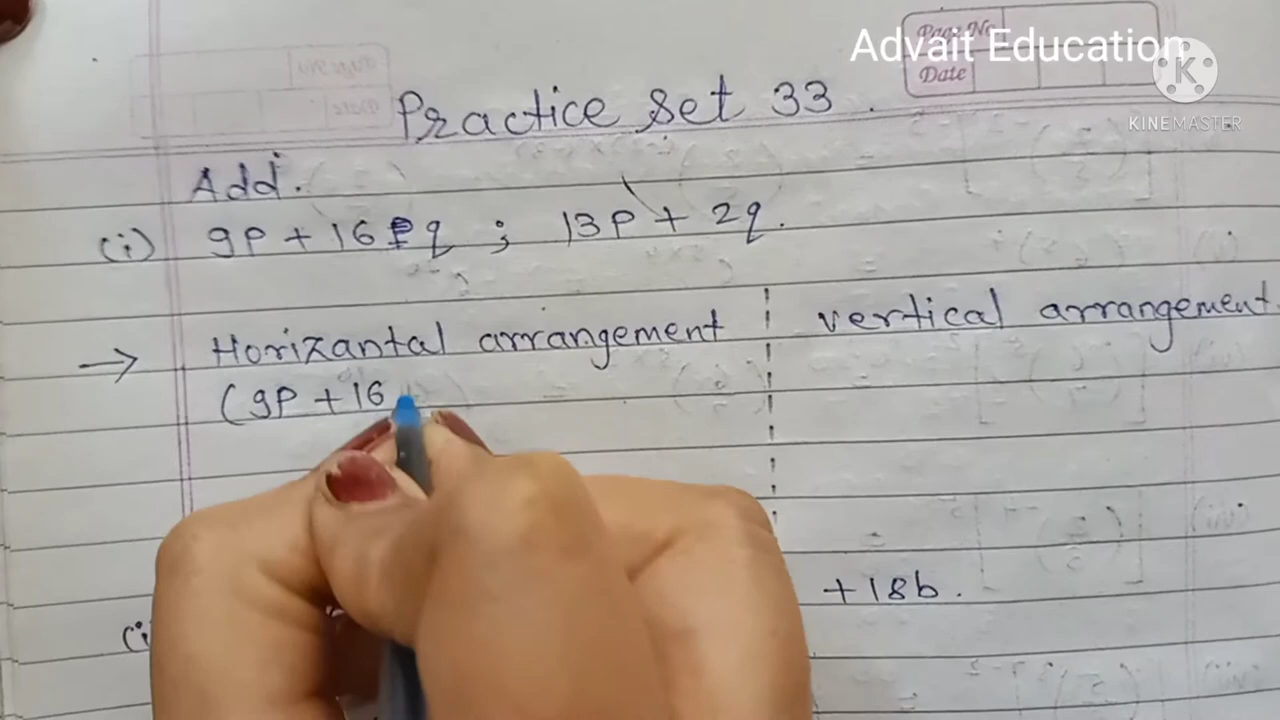 Advait Education
Page No
Date
K
KINEMASTER
Practice Set 33.
Add.
(i) 9p + 16 q ; 13p + 2q.
→ Horizantal arrangement
vertical arrangement
(9p + 16
+18b.
(i